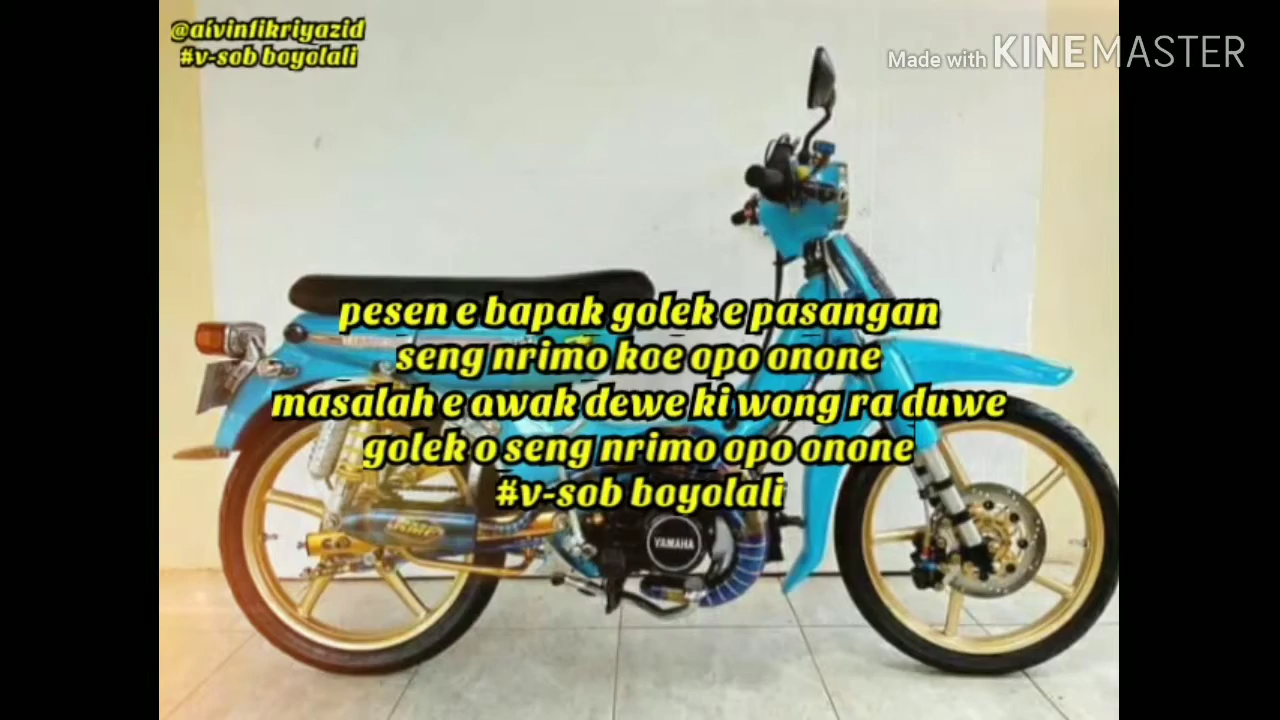 @alvinfikriyazid
#v-sob boyolali
Made with KINEMASTER
pesen e bapak golek e pasangan
seng nrimo koe opo onone
masalah e awak dewe ki wong ra duwe
golek o seng nrimo opo onone
#v-sob boyolali
YAMAHA